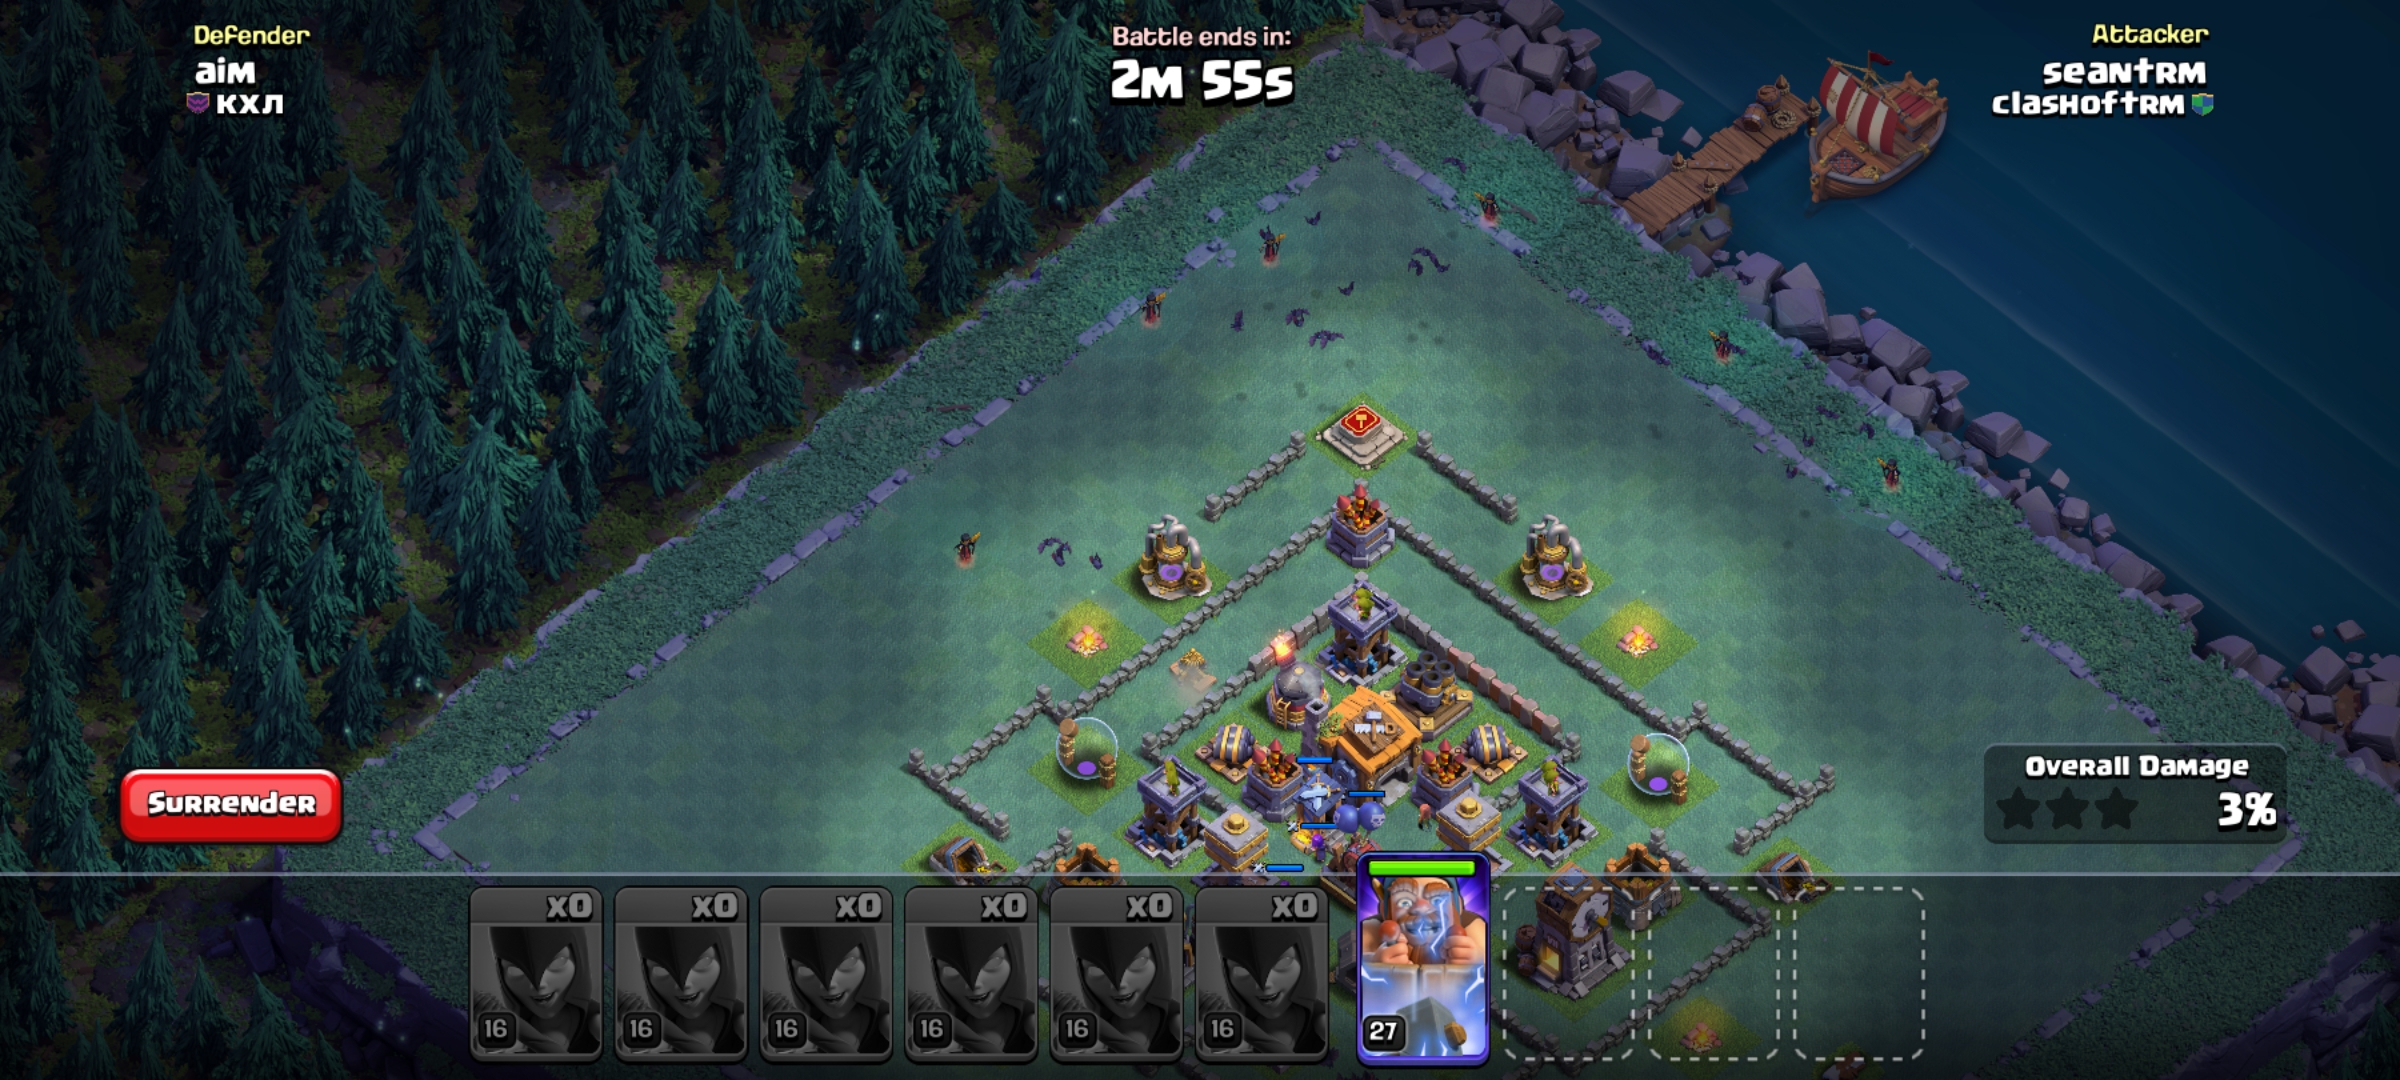 Defender
aim
КХЛ
Battle ends in:
2m 55s
Attacker
seantrm
clashoftrm
Surrender
Overall Damage
3%
x0 x0 x0 x0 x0 x0
16 16 16 16 16 16 27